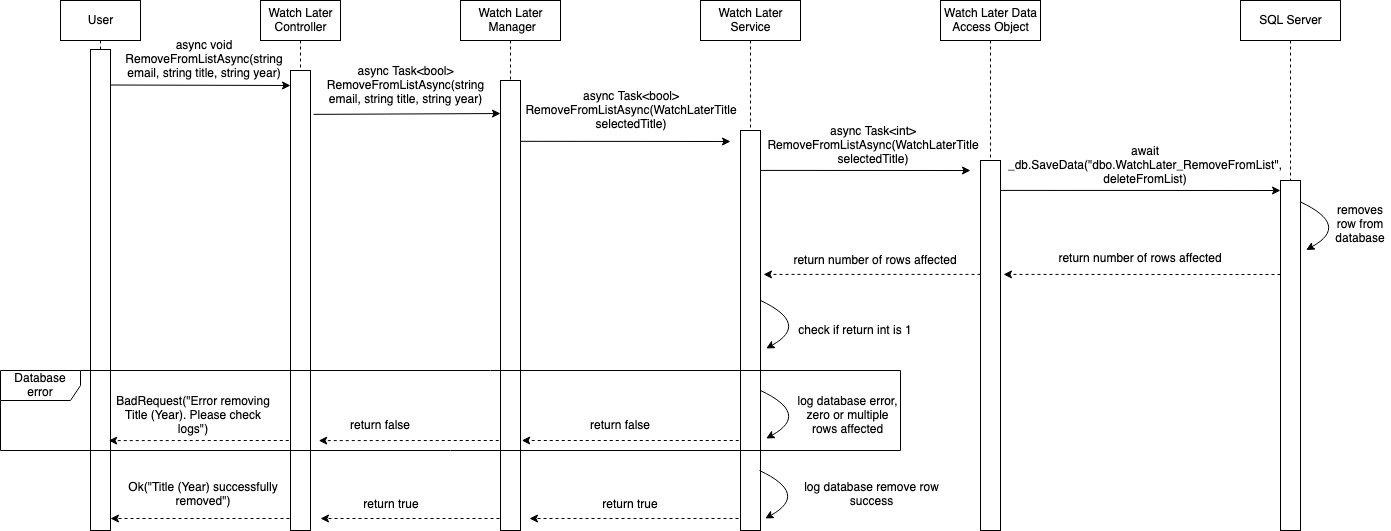 User
Watch Later
Controller
Watch Later
Manager
Watch Later
Service
Watch Later Data
Access Object
SQL Server
async void
RemoveFromListAsync(string
email, string title, string year)
async Task<bool>
RemoveFromListAsync(string
email, string title, string year)
async Task<bool>
RemoveFromListAsync(WatchLaterTitle
selectedTitle)
async Task<int>
RemoveFromListAsync(WatchLaterTitle
selectedTitle)
await
_db.SaveData("dbo.WatchLater_RemoveFromList",
deleteFromList)
removes
row from
database
return number of rows affected
return number of rows affected
check if return int is 1
Database
error
BadRequest("Error removing
Title (Year). Please check
logs")
return false
return false
log database error,
zero or multiple
rows affected
Ok("Title (Year) successfully
removed")
return true
return true
log database remove row
success